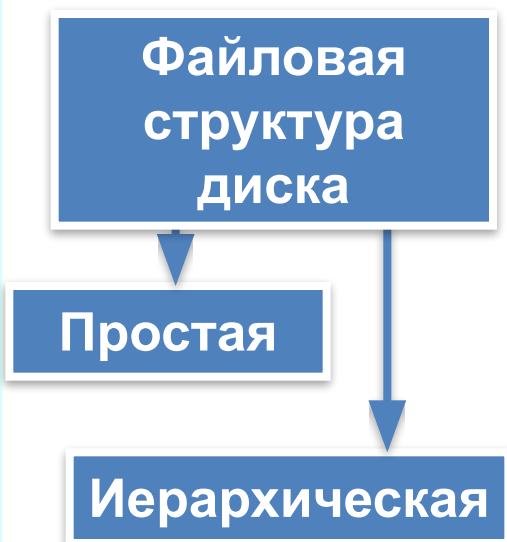 Файловая
структура
диска
Простая
Иерархическая